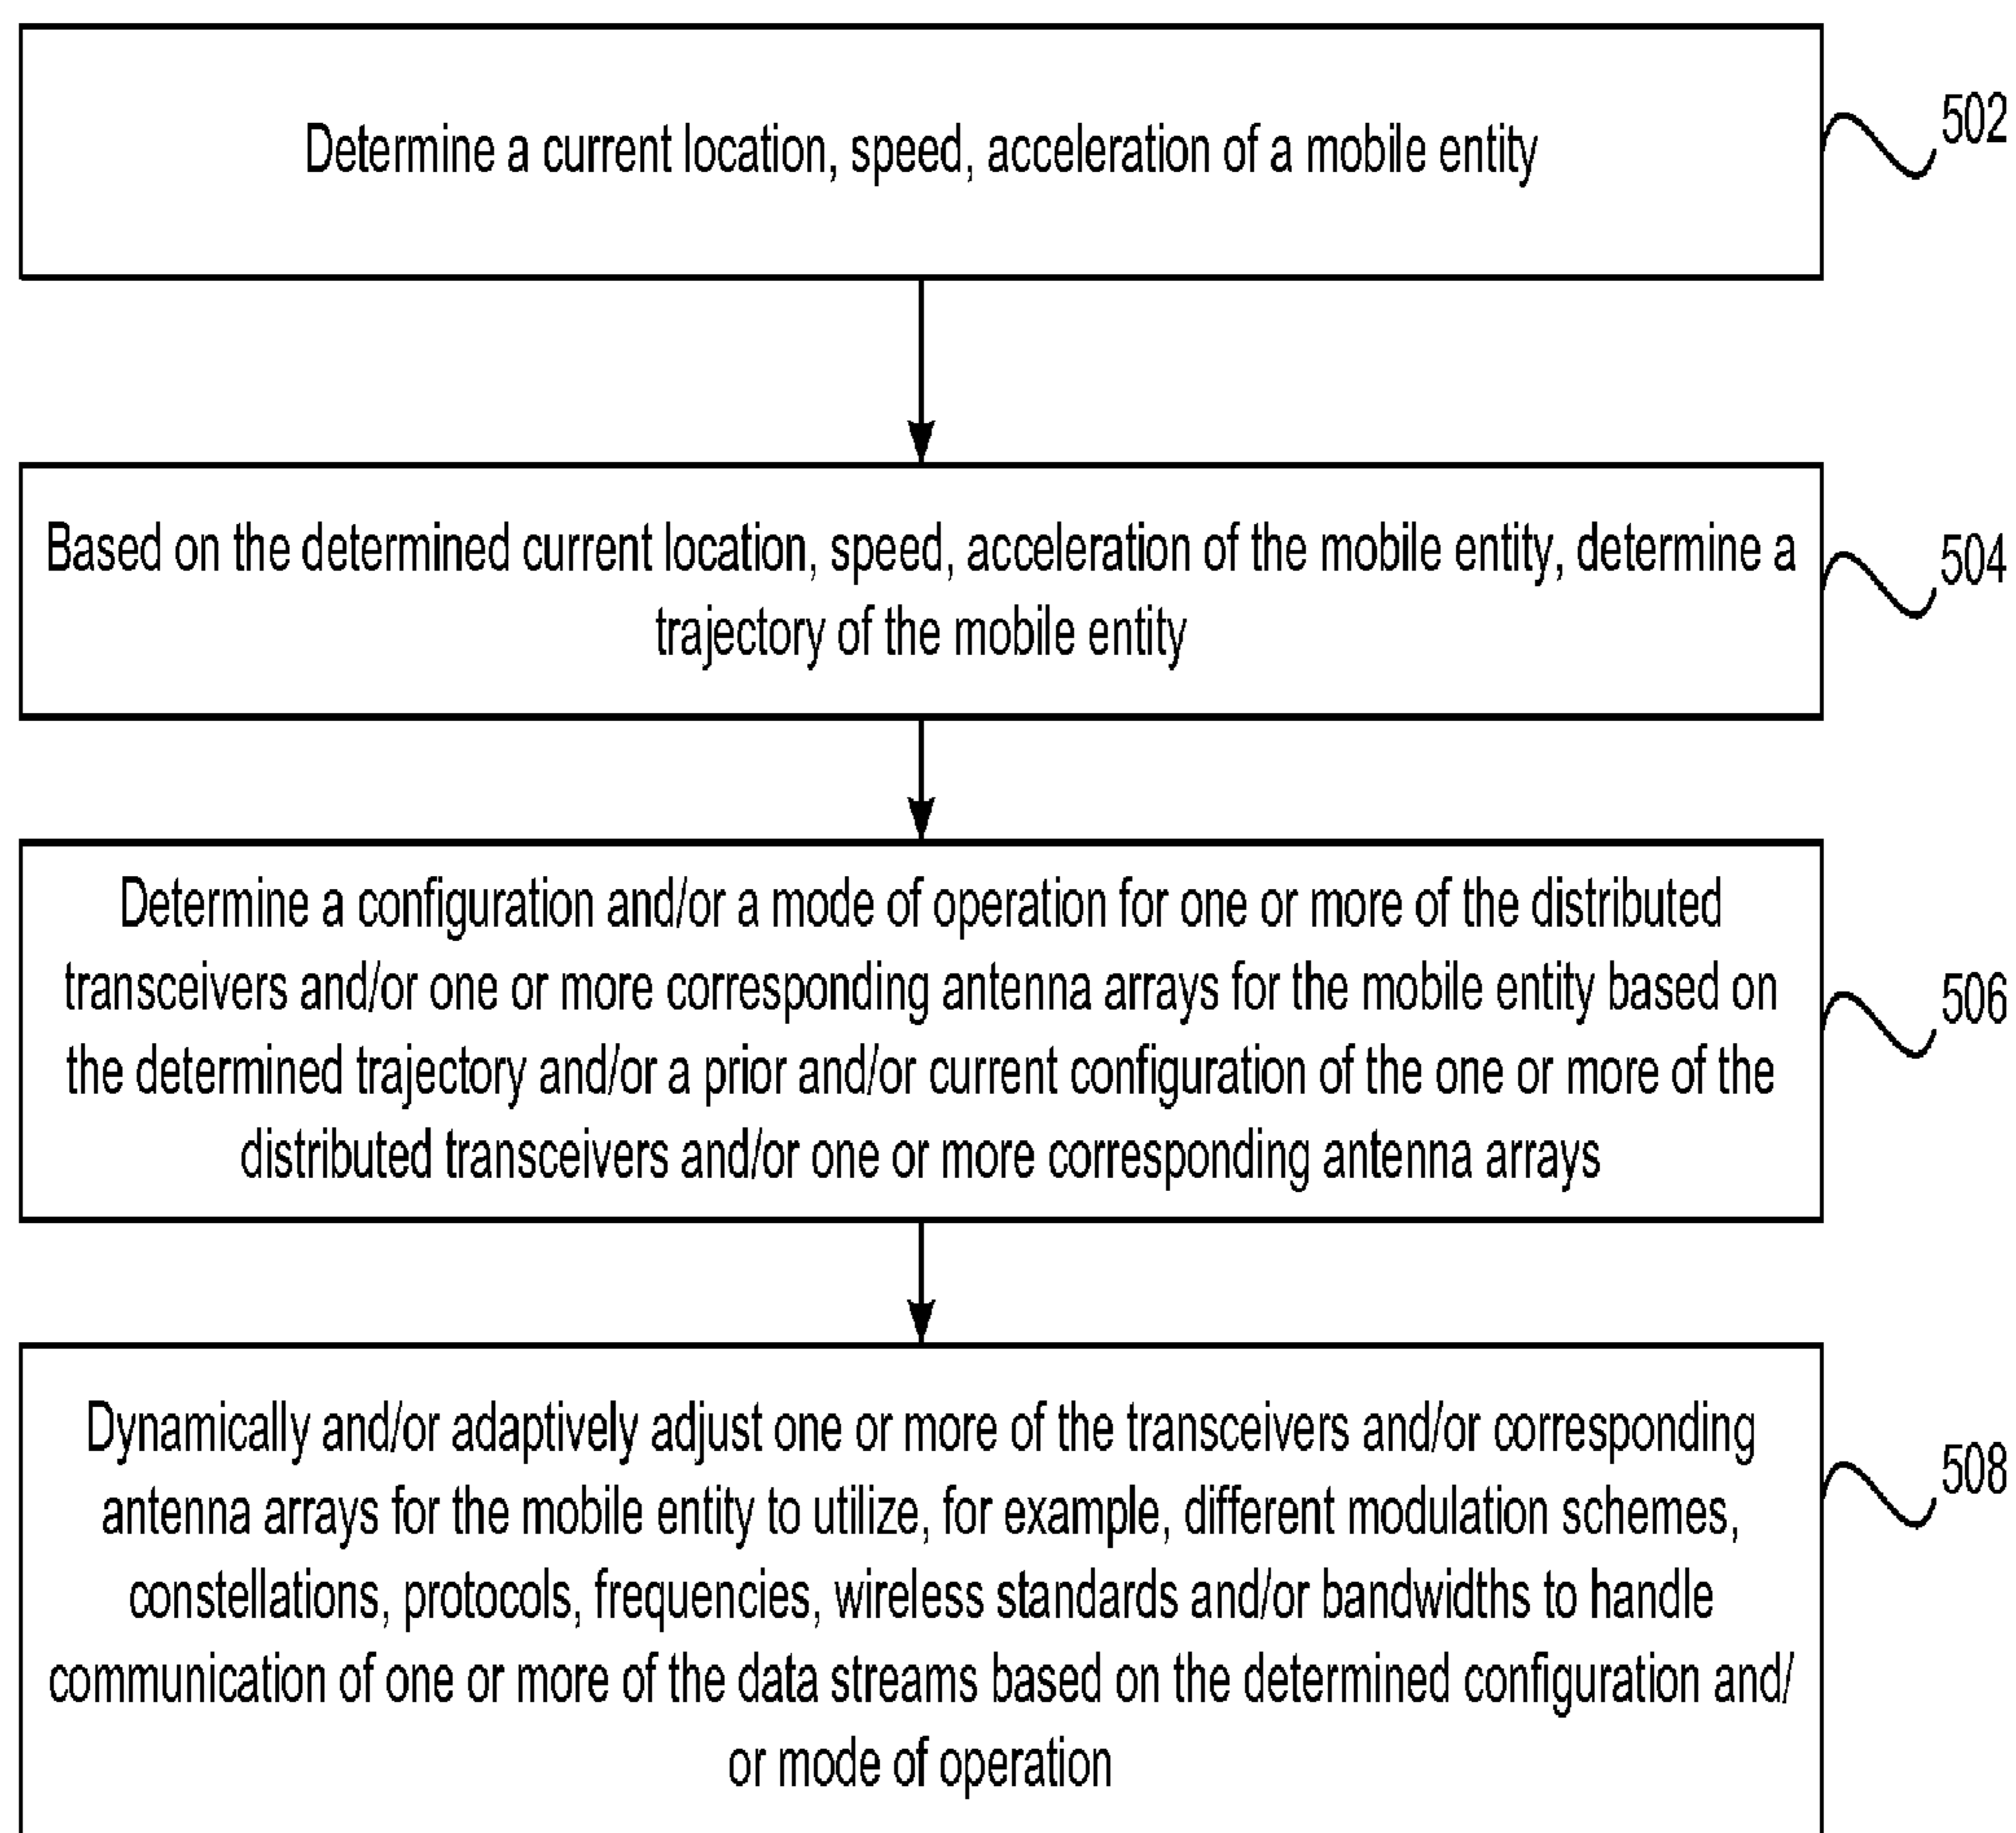 Determine a current location, speed, acceleration of a mobile entity
502
Based on the determined current location, speed, acceleration of the mobile entity, determine a
trajectory of the mobile entity
504
Determine a configuration and/or a mode of operation for one or more of the distributed
transceivers and/or one or more corresponding antenna arrays for the mobile entity based on
the determined trajectory and/or a prior and/or current configuration of the one or more of the
distributed transceivers and/or one or more corresponding antenna arrays
506
Dynamically and/or adaptively adjust one or more of the transceivers and/or corresponding
antenna arrays for the mobile entity to utilize, for example, different modulation schemes,
constellations, protocols, frequencies, wireless standards and/or bandwidths to handle
communication of one or more of the data streams based on the determined configuration and/
or mode of operation
508